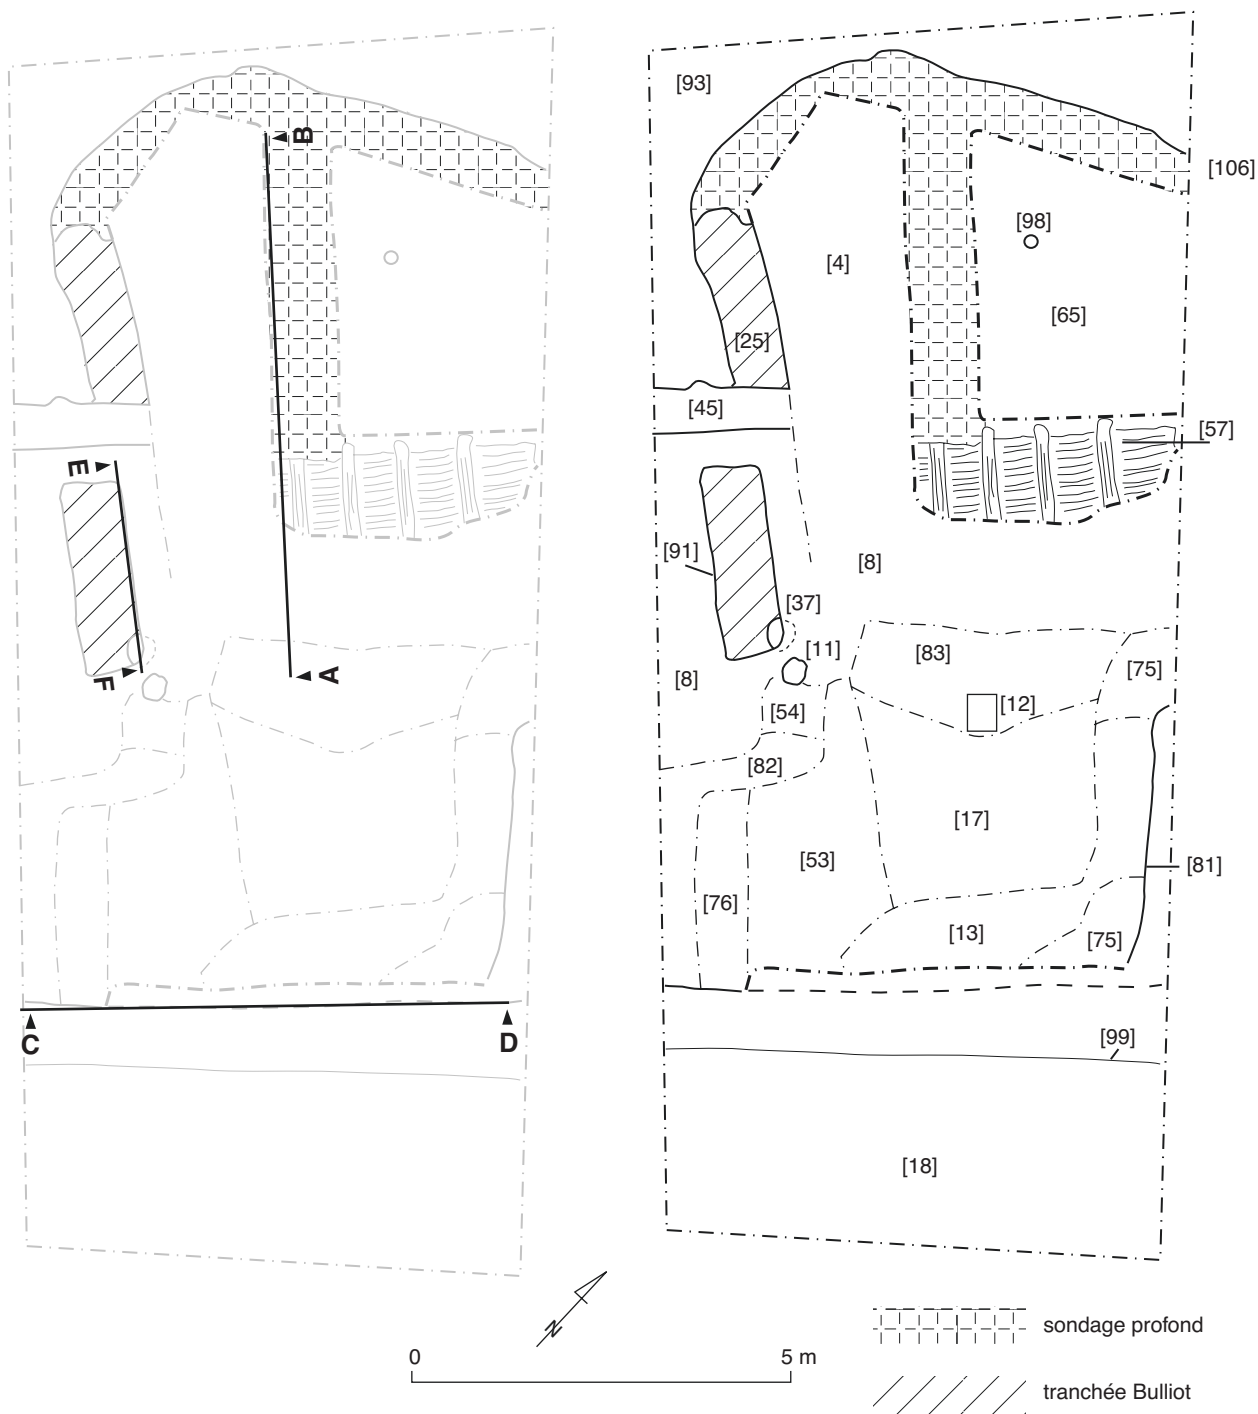 B
E
F
A
C
D
[93]
[106]
[98]
[4]
[65]
[25]
[45]
[57]
[91]
[8]
[37]
[11]
[83]
[8]
[75]
[54]
[12]
[82]
[17]
[53]
[81]
[76]
[13]
[75]
[99]
[18]
N
0 5 m
sondage profond
tranchée Bulliot